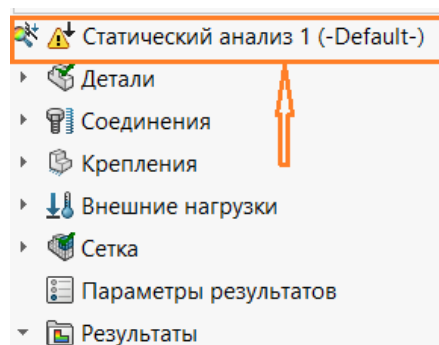 Статический анализ 1 (-Default-)
Детали
Соединения
Крепления
Внешние нагрузки
Сетка
Параметры результатов
Результаты